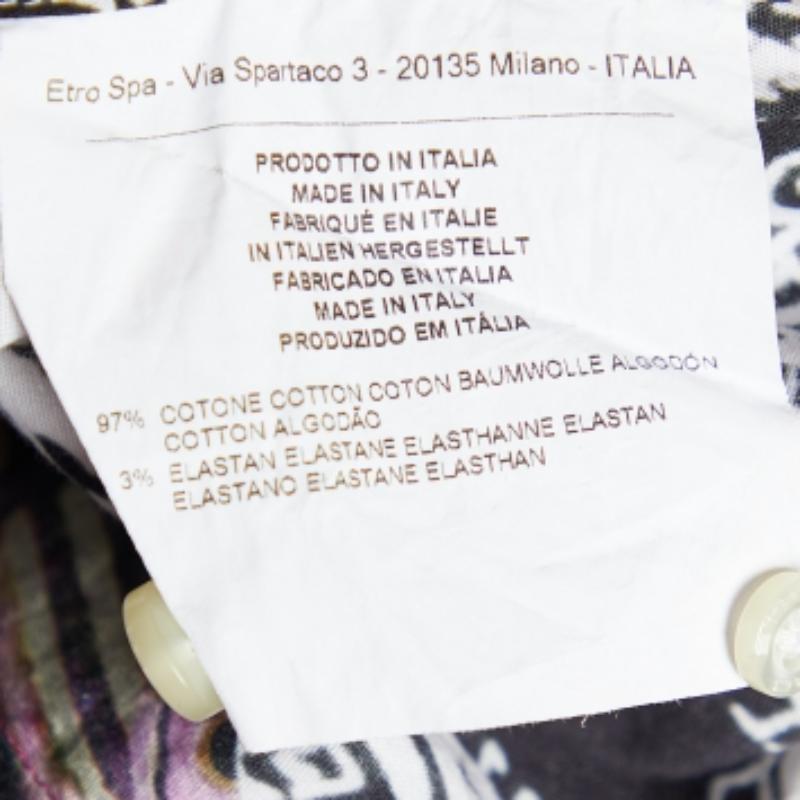 Etro Spa - Via Spartaco 3 - 20135 Milano - ITALIA
PRODOTTO IN ITALIA
MADE IN ITALY
FABRIQUÉ EN ITALIE
IN ITALIEN HERGESTELLT
FABRICADO EN ITALIA
MADE IN ITALY
PRODUZIDO EM ITÁLIA
97% COTONE COTTON COTON BAUMWOLLE ALGODÓN
COTTON ALGODÃO
3% ELASTAN ELASTANE ELASTHANNE ELASTAN
ELASTANO ELASTANE ELASTHAN